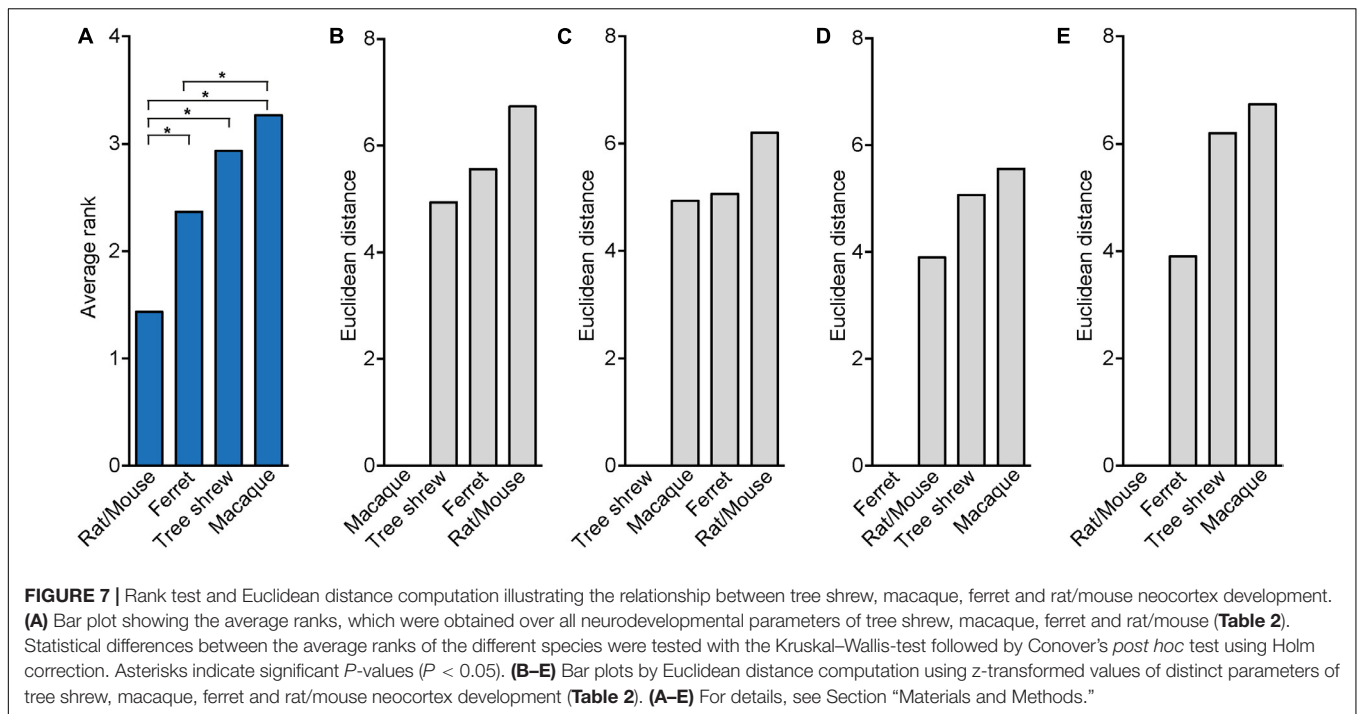 A
B
C
D
E
4
3
2
1
0
Average rank
*
*
*
*
Rat/Mouse
Ferret
Tree shrew
Macaque
8
6
4
2
0
Euclidean distance
Macaque
Tree shrew
Ferret
Rat/Mouse
8
6
4
2
0
Euclidean distance
Tree shrew
Macaque
Ferret
Rat/Mouse
8
6
4
2
0
Euclidean distance
Ferret
Rat/Mouse
Tree shrew
Macaque
8
6
4
2
0
Euclidean distance
Rat/Mouse
Ferret
Tree shrew
Macaque
FIGURE 7 | Rank test and Euclidean distance computation illustrating the relationship between tree shrew, macaque, ferret and rat/mouse neocortex development.
(A) Bar plot showing the average ranks, which were obtained over all neurodevelopmental parameters of tree shrew, macaque, ferret and rat/mouse (Table 2).
Statistical differences between the average ranks of the different species were tested with the Kruskal–Wallis-test followed by Conover's post hoc test using Holm
correction. Asterisks indicate significant P-values (P < 0.05). (B–E) Bar plots by Euclidean distance computation using z-transformed values of distinct parameters of
tree shrew, macaque, ferret and rat/mouse neocortex development (Table 2). (A–E) For details, see Section “Materials and Methods.”